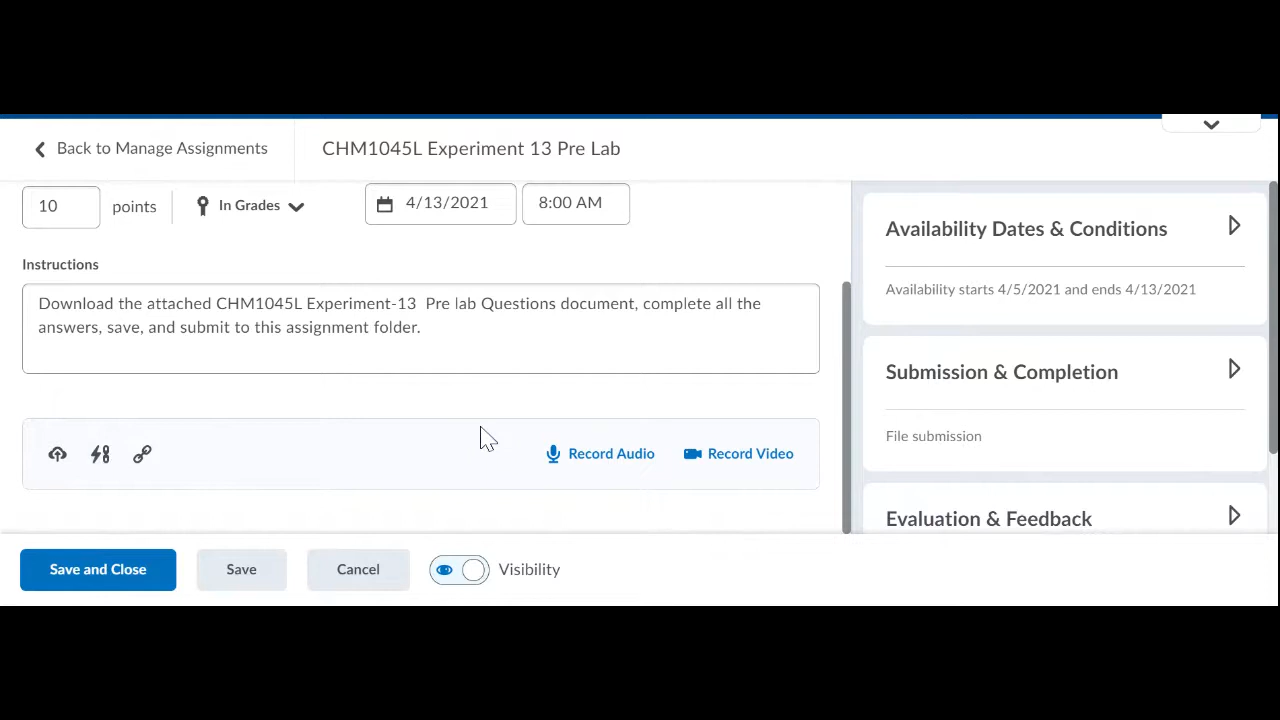 Back to Manage Assignments
CHM1045L Experiment 13 Pre Lab
10 points In Grades 4/13/2021 8:00 AM
Instructions
Download the attached CHM1045L Experiment-13  Pre lab Questions document, complete all the
answers, save, and submit to this assignment folder.
Record Audio Record Video
Availability Dates & Conditions
Availability starts 4/5/2021 and ends 4/13/2021
Submission & Completion
File submission
Evaluation & Feedback
Save and Close Save Cancel Visibility